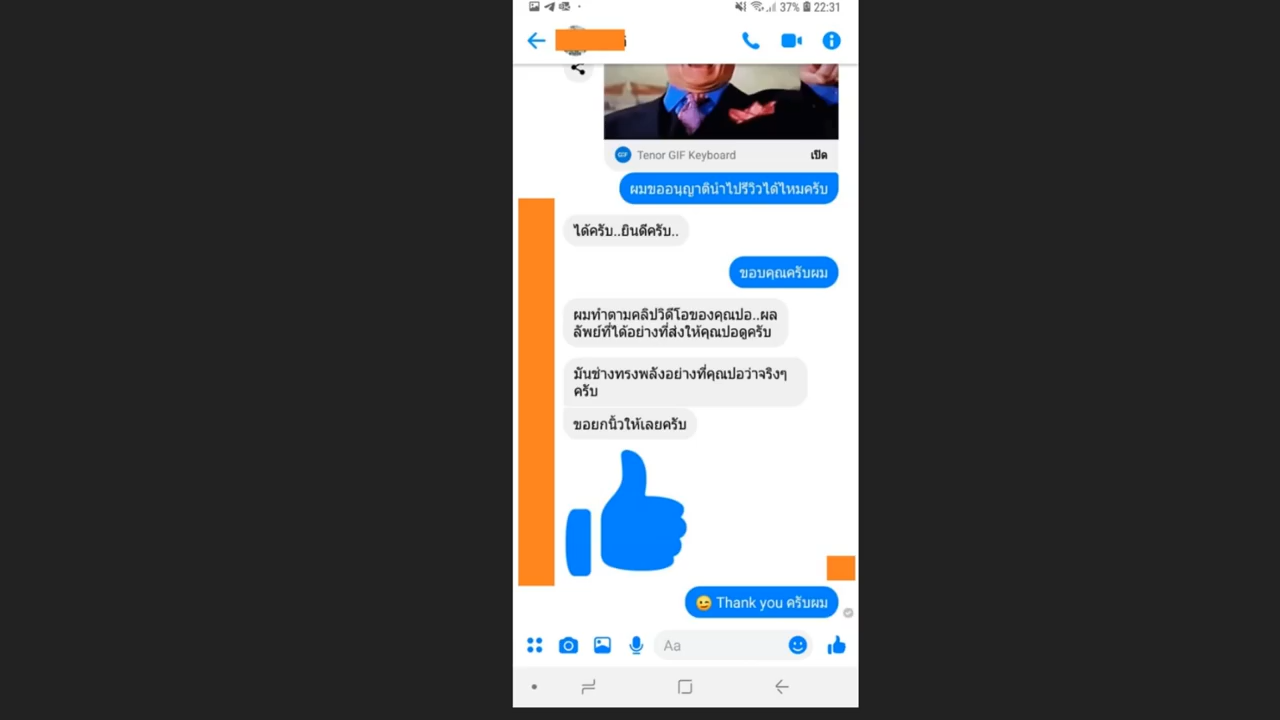 37% 22:31
GIF Tenor GIF Keyboard เปิด
ผมขออนุญาตินำไปรีวิวได้ไหมครับ
ได้ครับ..ยินดีครับ..
ขอบคุณครับผม
ผมทำตามคลิปวิดีโอของคุณปอ..ผล
ลัพย์ที่ได้อย่างที่ส่งให้คุณปอดูครับ
มันช่างทรงพลังอย่างที่คุณปอว่าจริงๆ
ครับ
ขอยกนิ้วให้เลยครับ
😉 Thank you ครับผม
Aa